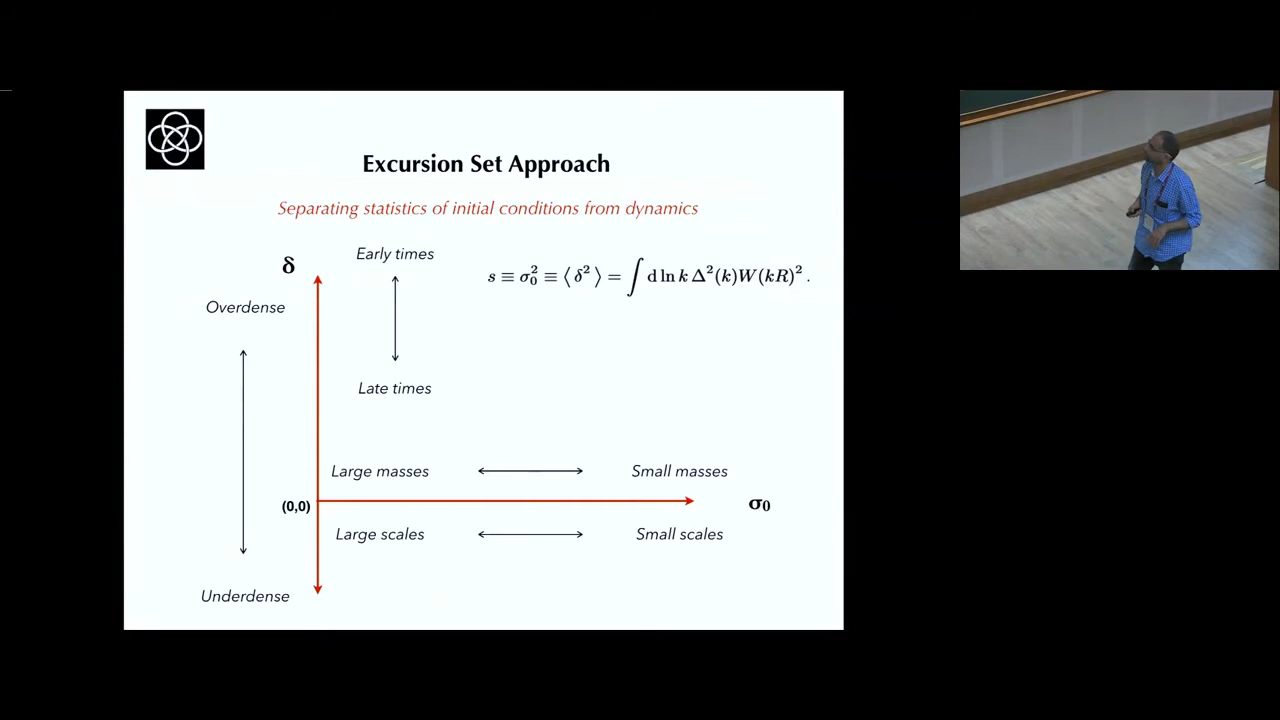 Excursion Set Approach
Separating statistics of initial conditions from dynamics
δ
Early times
s ≡ σ₀² ≡ ⟨ δ² ⟩ = ∫ d ln k Δ²(k)W(kR)² .
Overdense
Late times
Large masses
Small masses
(0,0)
σ₀
Large scales
Small scales
Underdense